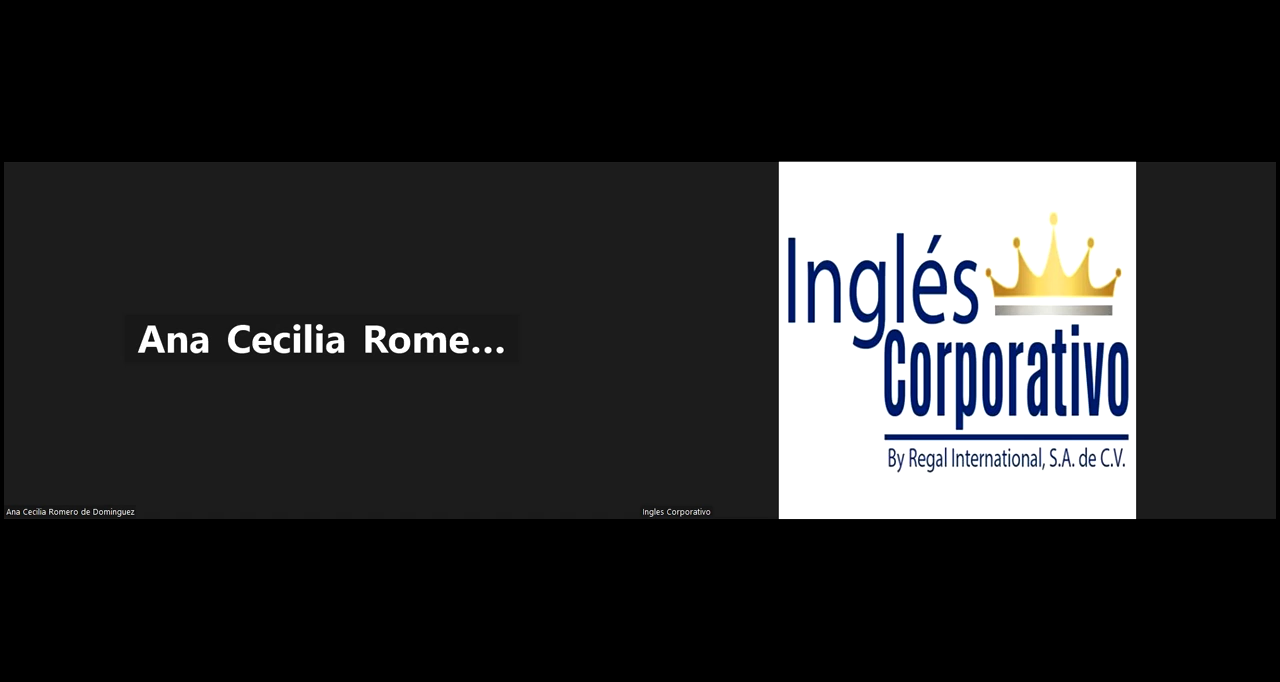 Ana Cecilia Rome...
Ana Cecilia Romero de Dominguez
Inglés
Corporativo
By Regal International, S.A. de C.V.
Ingles Corporativo